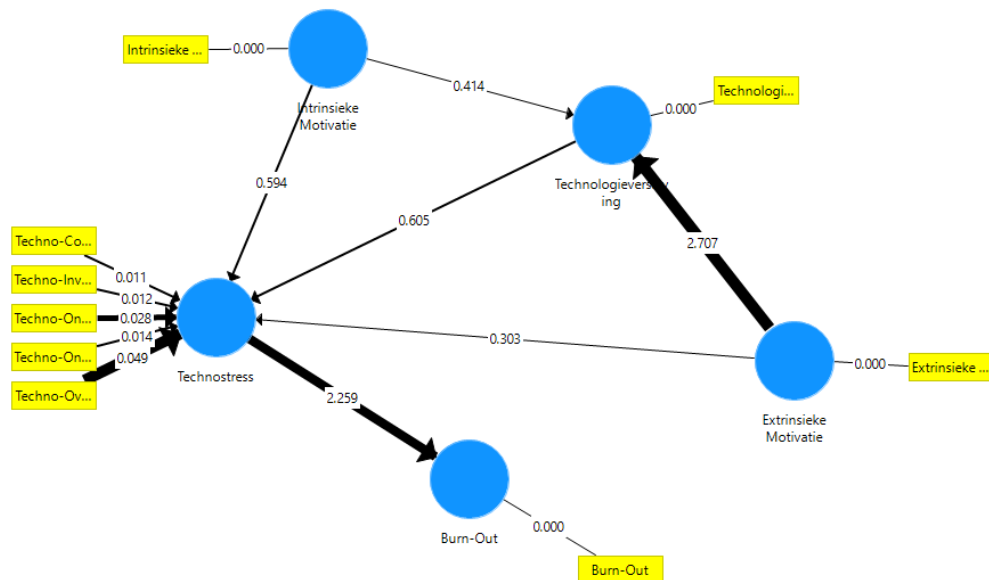 Intrinsieke ...
0.000
Intrinsieke
Motivatie
0.414
Technologi...
0.000
Technologievers
ing
0.594
0.605
2.707
Techno-Co...
0.011
Techno-Inv...
0.012
Techno-On...
0.028
Techno-On...
0.014
Techno-Ov...
0.049
Technostress
0.303
0.000
Extrinsieke ...
Extrinsieke
Motivatie
2.259
Burn-Out
0.000
Burn-Out